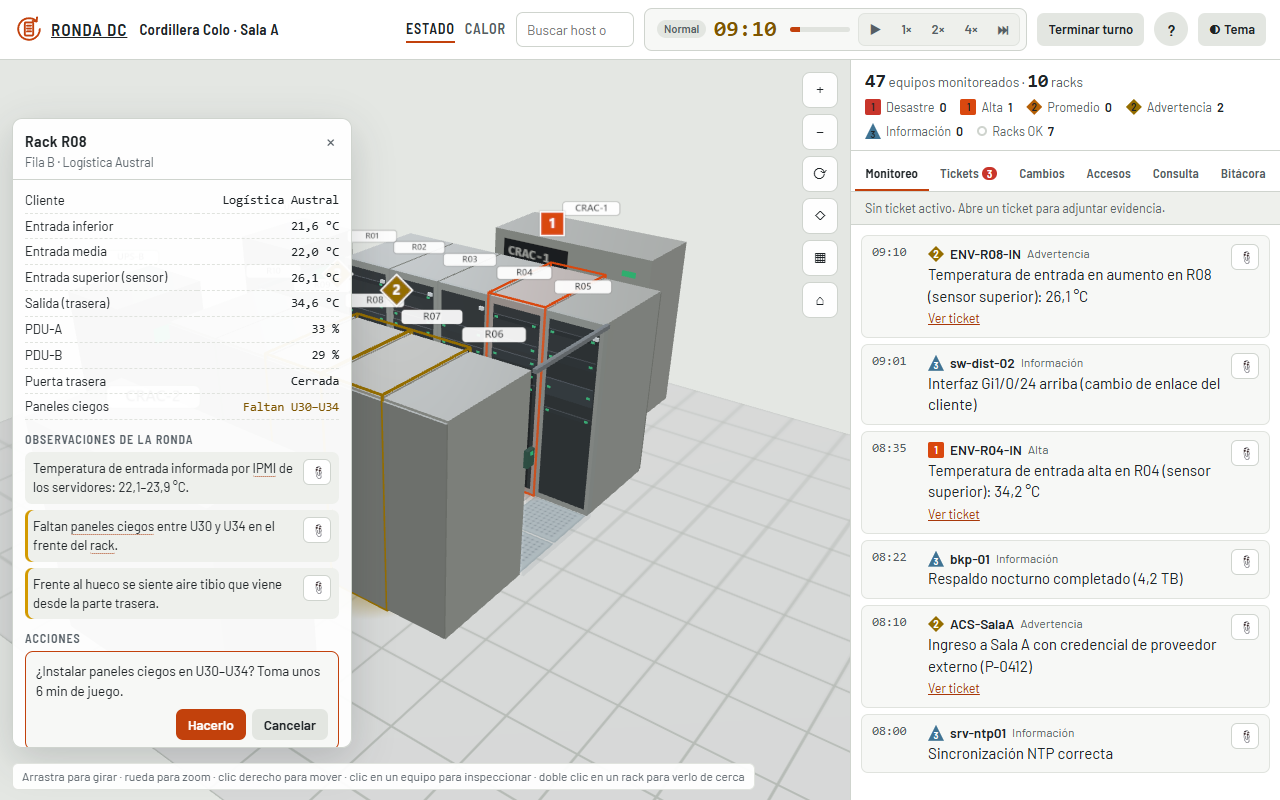 RONDA DC
Cordillera Colo · Sala A
ESTADO
CALOR
Buscar host o
Normal
09:10
1×
2×
4×
Terminar turno
?
Tema
Rack R08
×
Fila B · Logística Austral
Cliente Logística Austral
Entrada inferior 21,6 °C
Entrada media 22,0 °C
Entrada superior (sensor) 26,1 °C
Salida (trasera) 34,6 °C
PDU-A 33 %
PDU-B 29 %
Puerta trasera Cerrada
Paneles ciegos Faltan U30–U34
OBSERVACIONES DE LA RONDA
Temperatura de entrada informada por IPMI de
los servidores: 22,1–23,9 °C.
Faltan paneles ciegos entre U30 y U34 en el
frente del rack.
Frente al hueco se siente aire tibio que viene
desde la parte trasera.
ACCIONES
¿Instalar paneles ciegos en U30–U34? Toma unos
6 min de juego.
Hacerlo
Cancelar
CRAC-1
1
CRAC-1
R01
R02
R03
R04
R05
2
R08
R07
R06
CRAC-2
+
−
Arrastra para girar · rueda para zoom · clic derecho para mover · clic en un equipo para inspeccionar · doble clic en un rack para verlo de cerca
47 equipos monitoreados · 10 racks
1 Desastre 0
1 Alta 1
2 Promedio 0
2 Advertencia 2
3 Información 0
Racks OK 7
Monitoreo
Tickets 3
Cambios
Accesos
Consulta
Bitácora
Sin ticket activo. Abre un ticket para adjuntar evidencia.
09:10 2 ENV-R08-IN Advertencia
Temperatura de entrada en aumento en R08
(sensor superior): 26,1 °C
Ver ticket
09:01 3 sw-dist-02 Información
Interfaz Gi1/0/24 arriba (cambio de enlace del
cliente)
08:35 1 ENV-R04-IN Alta
Temperatura de entrada alta en R04 (sensor
superior): 34,2 °C
Ver ticket
08:22 3 bkp-01 Información
Respaldo nocturno completado (4,2 TB)
08:10 2 ACS-SalaA Advertencia
Ingreso a Sala A con credencial de proveedor
externo (P-0412)
Ver ticket
08:00 3 srv-ntp01 Información
Sincronización NTP correcta